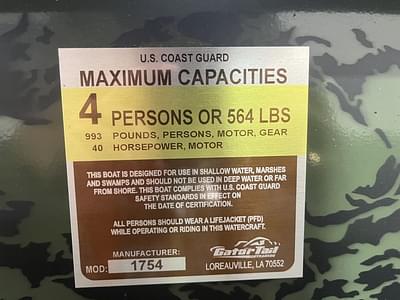 U.S. COAST GUARD
MAXIMUM CAPACITIES
4 PERSONS OR 564 LBS
993 POUNDS, PERSONS, MOTOR, GEAR
40 HORSEPOWER, MOTOR
THIS BOAT IS DESIGNED FOR USE IN SHALLOW WATER, MARSHES
AND SWAMPS AND SHOULD NOT BE USED IN DEEP WATER OR FAR
FROM SHORE. THIS BOAT COMPLIES WITH U.S. COAST GUARD
SAFETY STANDARDS IN EFFECT ON
THE DATE OF CERTIFICATION.
ALL PERSONS SHOULD WEAR A LIFEJACKET (PFD)
WHILE OPERATING OR RIDING IN THIS WATERCRAFT.
MANUFACTURER:
MOD: 1754
GatorTail
LOREAUVILLE, LA 70552